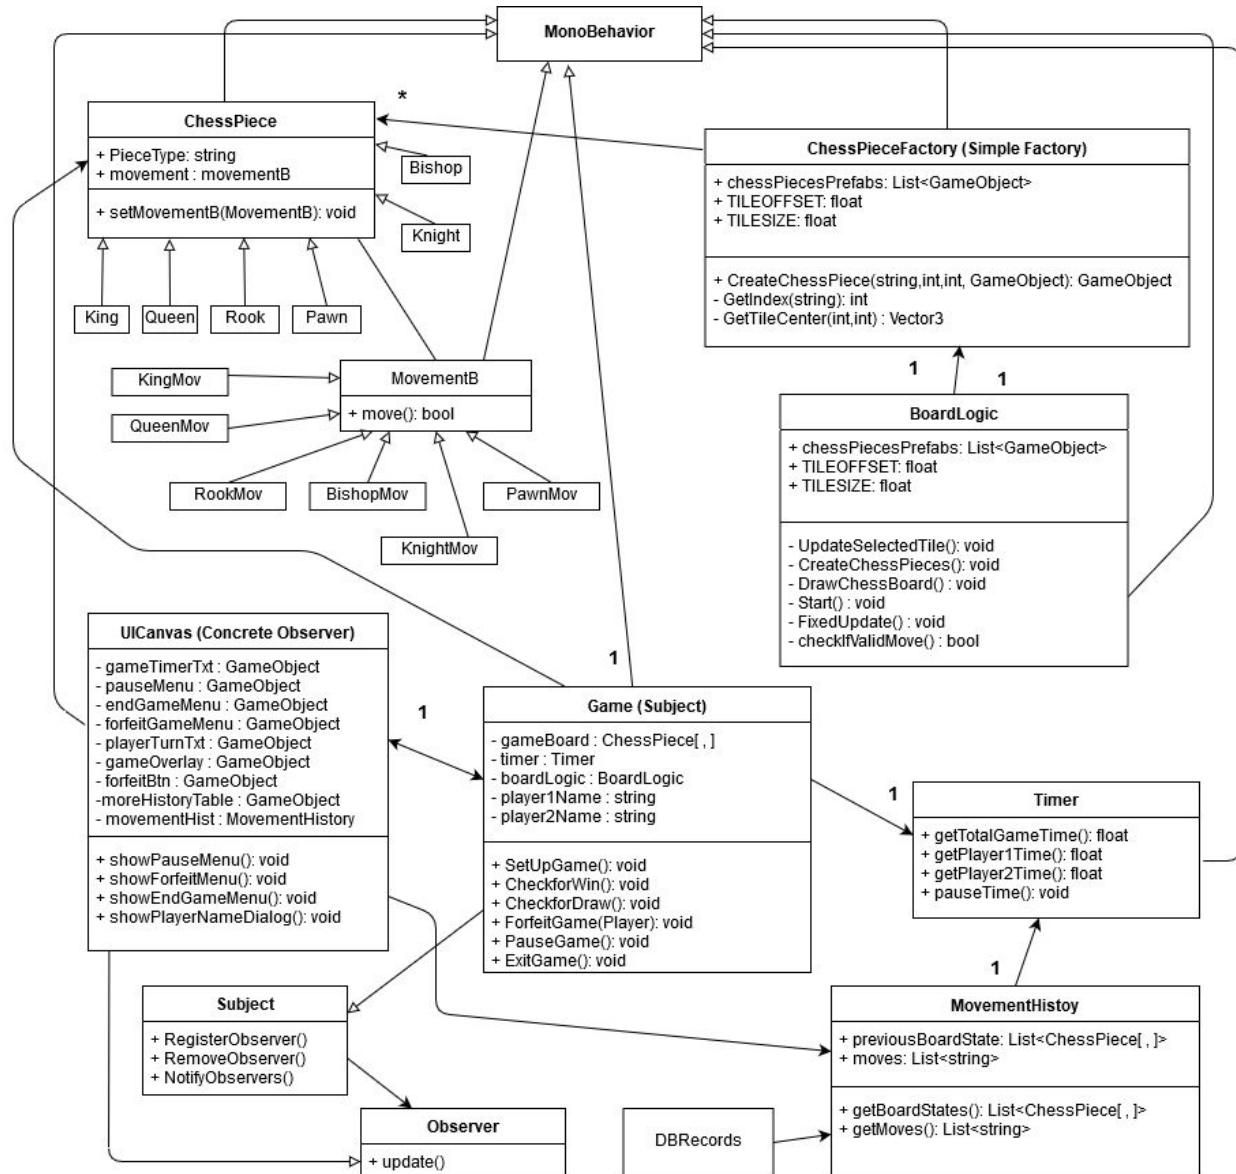 MonoBehavior
*
ChessPiece
+ PieceType: string
+ movement : movementB
+ setMovementB(MovementB): void
Bishop
Knight
King
Queen
Rook
Pawn
ChessPieceFactory (Simple Factory)
+ chessPiecesPrefabs: List<GameObject>
+ TILEOFFSET: float
+ TILESIZE: float
+ CreateChessPiece(string,int,int, GameObject): GameObject
- GetIndex(string): int
- GetTileCenter(int,int) : Vector3
1
1
MovementB
+ move(): bool
KingMov
QueenMov
RookMov
BishopMov
PawnMov
KnightMov
BoardLogic
+ chessPiecesPrefabs: List<GameObject>
+ TILEOFFSET: float
+ TILESIZE: float
- UpdateSelectedTile(): void
- CreateChessPieces(): void
- DrawChessBoard() : void
- Start() : void
- FixedUpdate() : void
- checkIfValidMove() : bool
UICanvas (Concrete Observer)
- gameTimerTxt : GameObject
- pauseMenu : GameObject
- endGameMenu : GameObject
- forfeitGameMenu : GameObject
- playerTurnTxt : GameObject
- gameOverlay : GameObject
- forfeitBtn : GameObject
-moreHistoryTable : GameObject
- movementHist : MovementHistory
+ showPauseMenu(): void
+ showForfeitMenu(): void
+ showEndGameMenu(): void
+ showPlayerNameDialog(): void
1
1
Game (Subject)
- gameBoard : ChessPiece[ , ]
- timer : Timer
- boardLogic : BoardLogic
- player1Name : string
- player2Name : string
+ SetUpGame(): void
+ CheckforWin(): void
+ CheckforDraw(): void
+ ForfeitGame(Player): void
+ PauseGame(): void
+ ExitGame(): void
1
Timer
+ getTotalGameTime(): float
+ getPlayer1Time(): float
+ getPlayer2Time(): float
+ pauseTime(): void
1
Subject
+ RegisterObserver()
+ RemoveObserver()
+ NotifyObservers()
Observer
+ update()
DBRecords
MovementHistoy
+ previousBoardState: List<ChessPiece[ , ]>
+ moves: List<string>
+ getBoardStates(): List<ChessPiece[ , ]>
+ getMoves(): List<string>